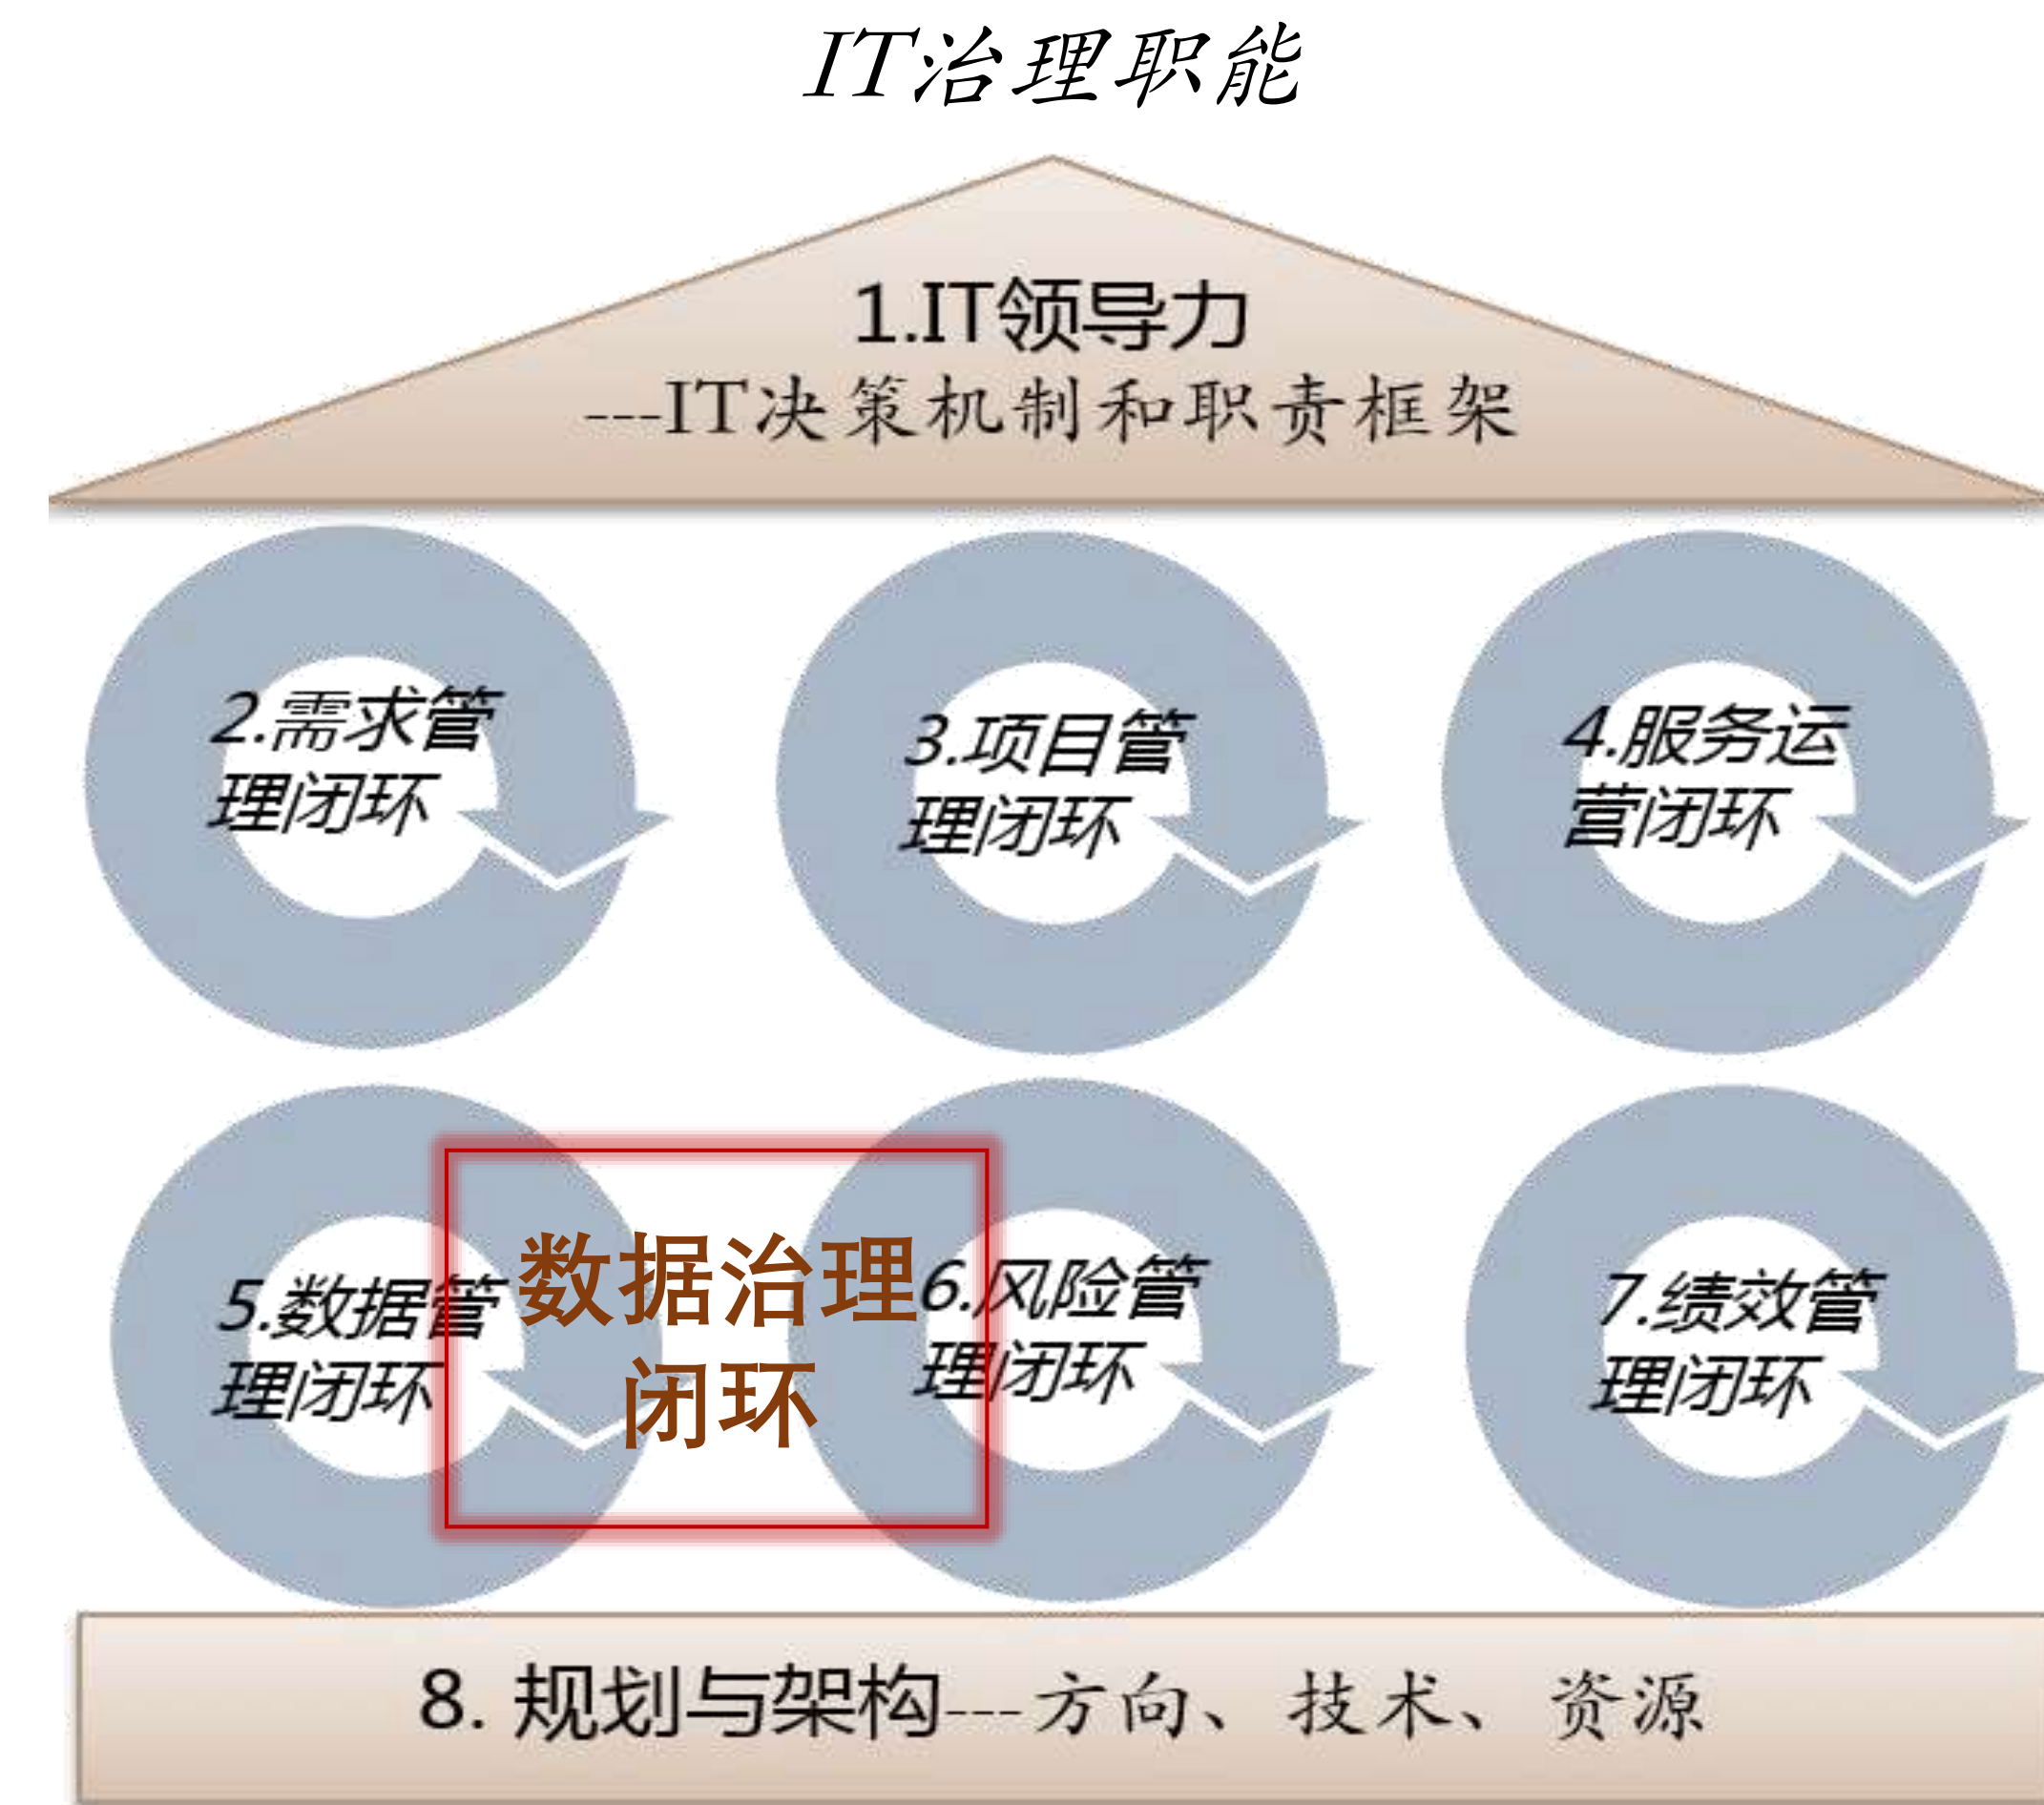 IT治理职能
1.IT领导力
---IT决策机制和职责框架
2.需求管
理闭环
3.项目管
理闭环
4.服务运
营闭环
5.数据管
理闭环
数据治理
闭环
6.风险管
理闭环
7.绩效管
理闭环
8. 规划与架构---方向、技术、资源